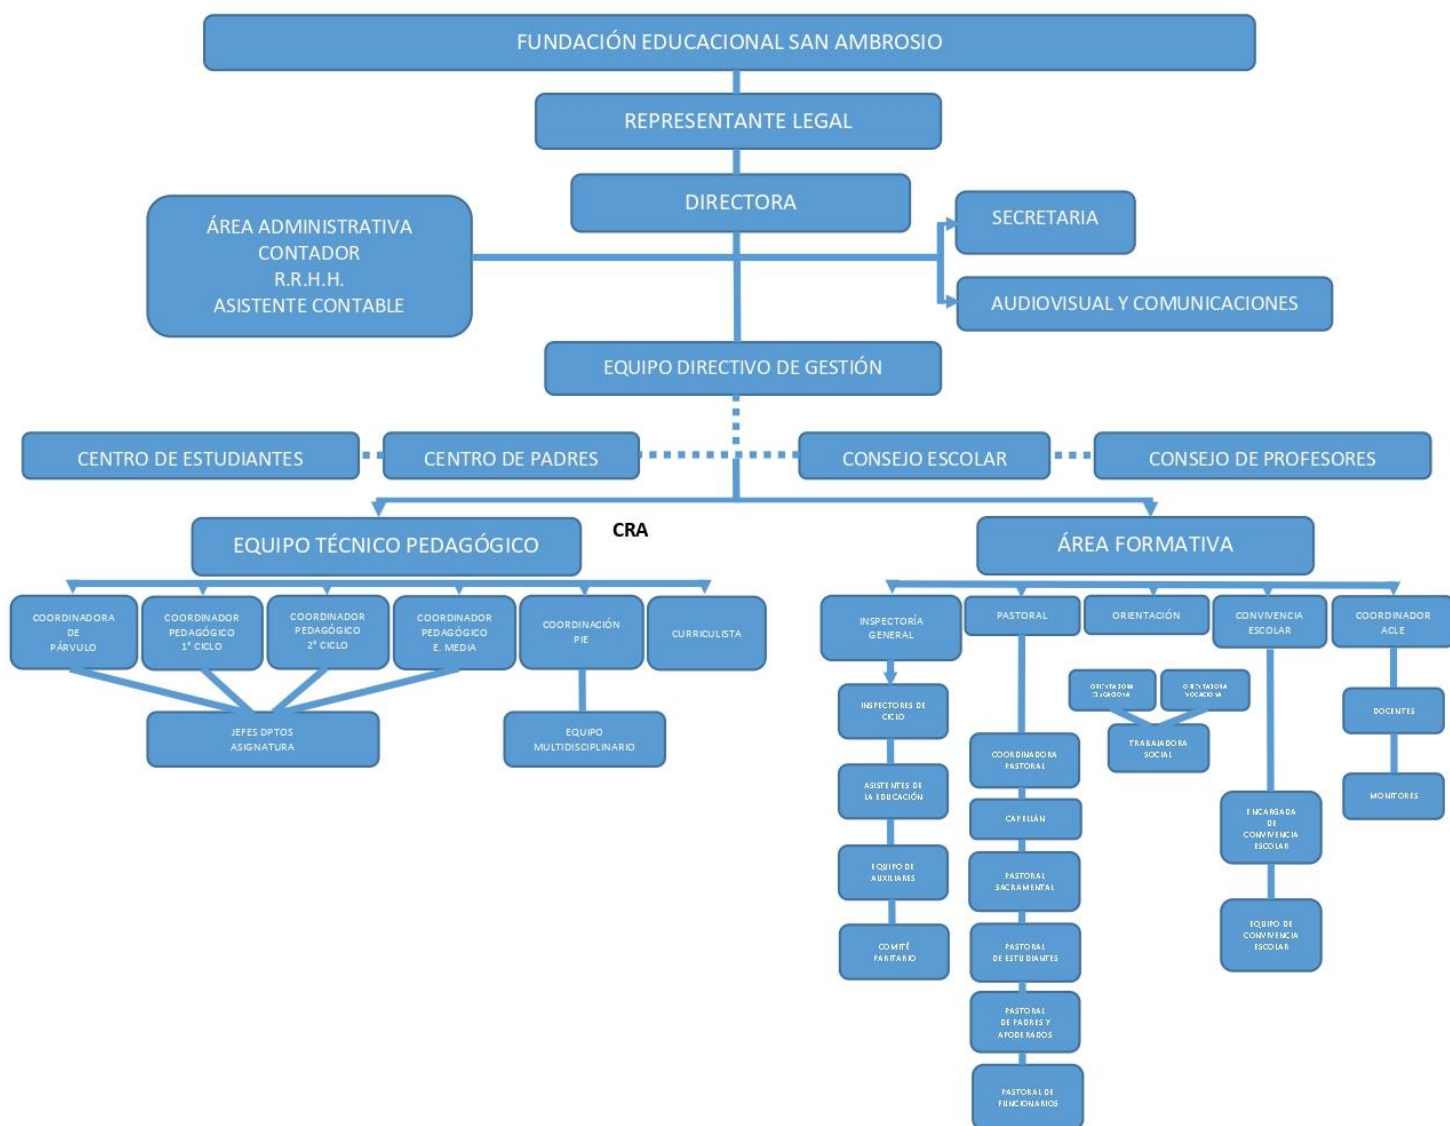 FUNDACIÓN EDUCACIONAL SAN AMBROSIO
REPRESENTANTE LEGAL
DIRECTORA
ÁREA ADMINISTRATIVA
CONTADOR
R.R.H.H.
ASISTENTE CONTABLE
SECRETARIA
AUDIOVISUAL Y COMUNICACIONES
EQUIPO DIRECTIVO DE GESTIÓN
CENTRO DE ESTUDIANTES
CENTRO DE PADRES
CONSEJO ESCOLAR
CONSEJO DE PROFESORES
EQUIPO TÉCNICO PEDAGÓGICO
CRA
ÁREA FORMATIVA
COORDINADORA
DE
PÁRVULO
COORDINADOR
PEDAGÓGICO
1° CICLO
COORDINADOR
PEDAGÓGICO
2° CICLO
COORDINADOR
PEDAGÓGICO
E. MEDIA
COORDINACIÓN
PIE
CURRICULISTA
JEFES DPTOS
ASIGNATURA
EQUIPO
MULTIDISCIPLINARIO
INSPECTORÍA
GENERAL
PASTORAL
ORIENTACIÓN
CONVIVENCIA
ESCOLAR
COORDINADOR
ACLE
INSPECTORES DE
CICLO
ASISTENTES DE
LA EDUCACIÓN
EQUIPO DE
AUXILIARES
COMITÉ
PARITARIO
COORDINADORA
PASTORAL
CAPELLÁN
PASTORAL
SACRAMENTAL
PASTORAL
DE ESTUDIANTES
PASTORAL
DE PADRES Y
APODERADOS
PASTORAL DE
FUNCIONARIOS
ORIENTADORA
ORIENTADORA
TRABAJADORA
SOCIAL
ENCARGADA
DE
CONVIVENCIA
ESCOLAR
EQUIPO DE
CONVIVENCIA
ESCOLAR
DOCENTES
MONITORES